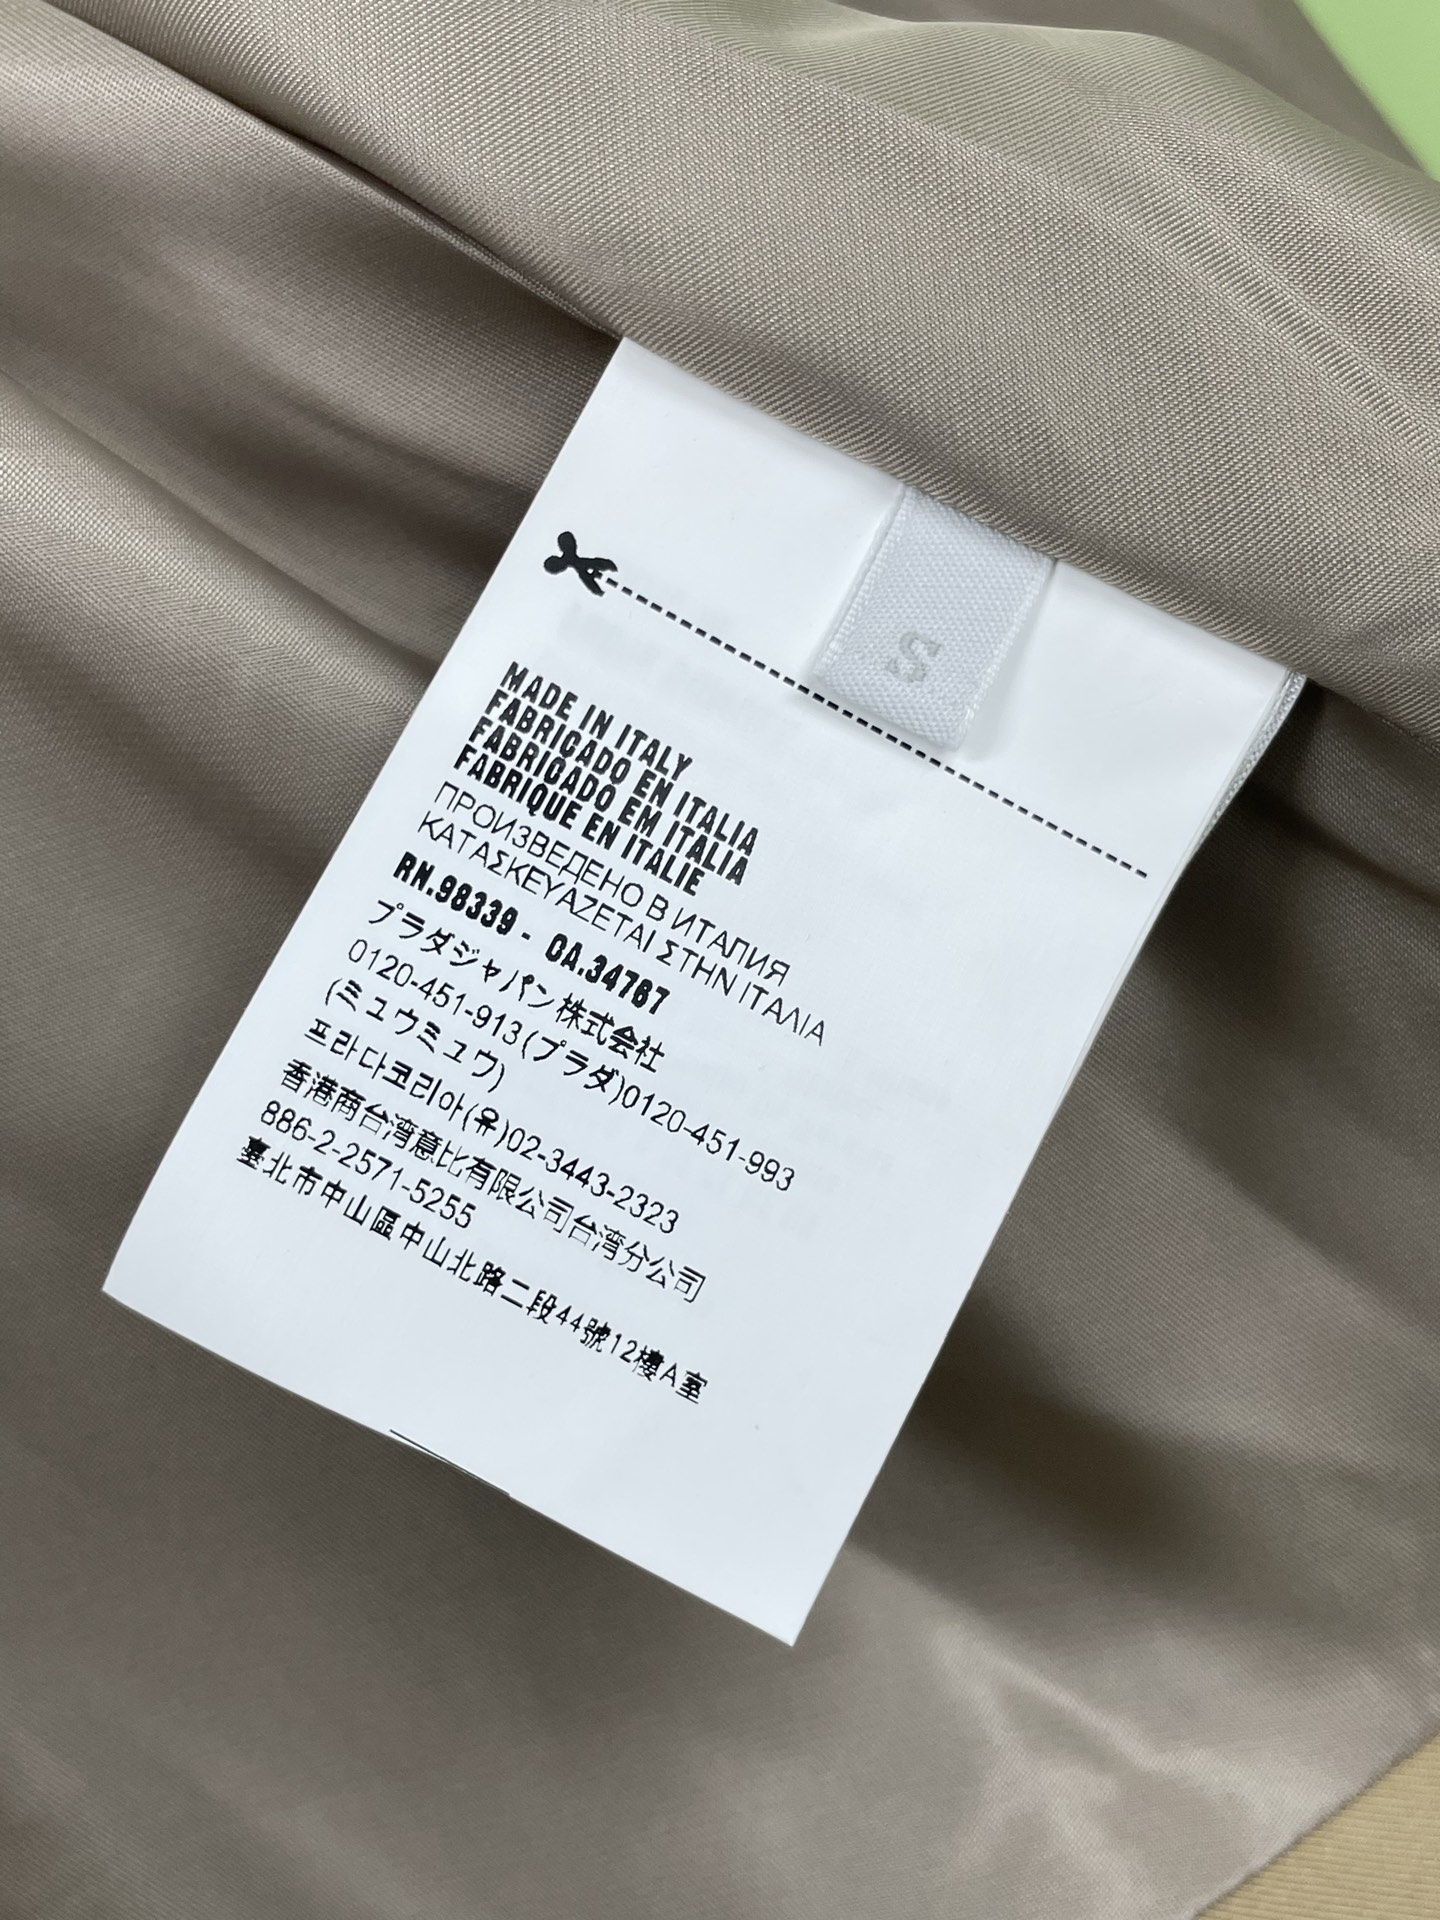 S
MADE IN ITALY
FABRICADO EN ITALIA
FABRICADO EM ITALIA
FABRIQUE EN ITALIE
ПРОИЗВЕДЕНО В ИТАЛИЯ
ΚΑΤΑΣΚΕΥΑΖΕΤΑΙ ΣΤΗΝ ΙΤΑΛΙΑ
RN.98339 - CA.34767
プラダジャパン株式会社
0120-451-913(プラダ)0120-451-993
(ミュウミュウ)
프라다코리아(유)02-3443-2323
香港商台湾意比有限公司台湾分公司
886-2-2571-5255
臺北市中山區中山北路二段44號12樓A室